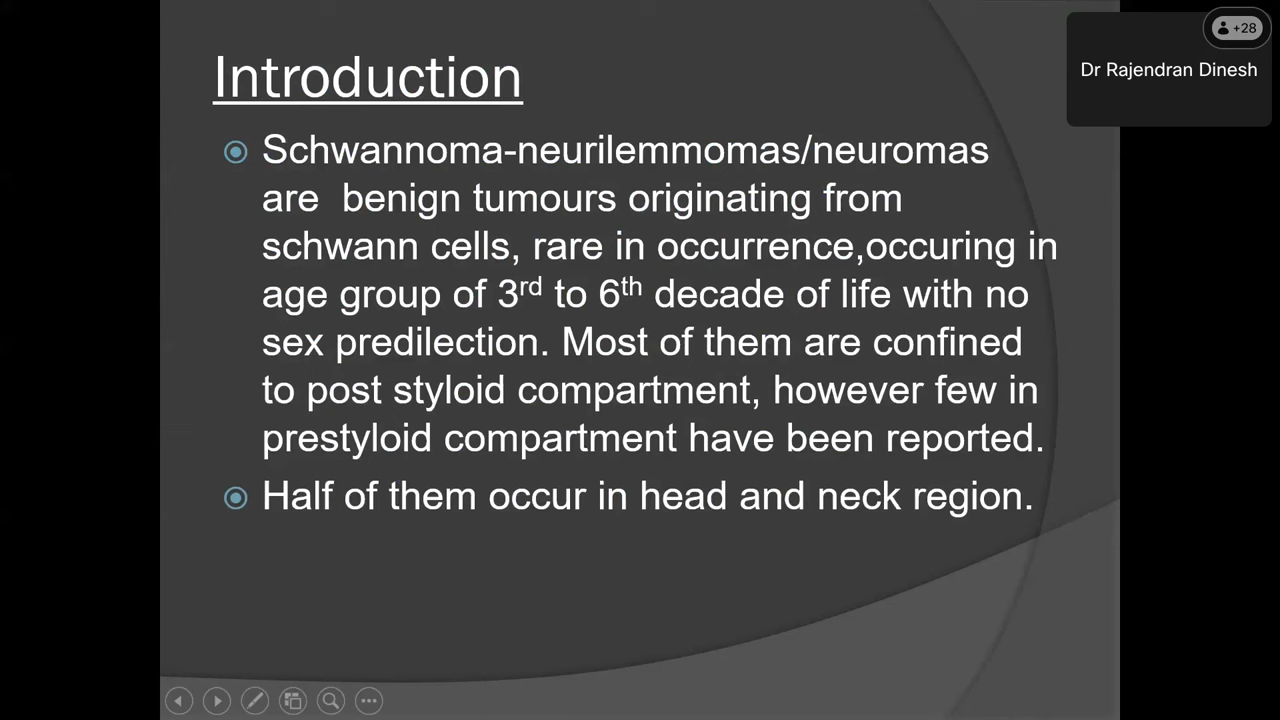 Introduction
Schwannoma-neurilemmomas/neuromas
are benign tumours originating from
schwann cells, rare in occurrence,occuring in
age group of 3rd to 6th decade of life with no
sex predilection. Most of them are confined
to post styloid compartment, however few in
prestyloid compartment have been reported.
Half of them occur in head and neck region.
+28
Dr Rajendran Dinesh